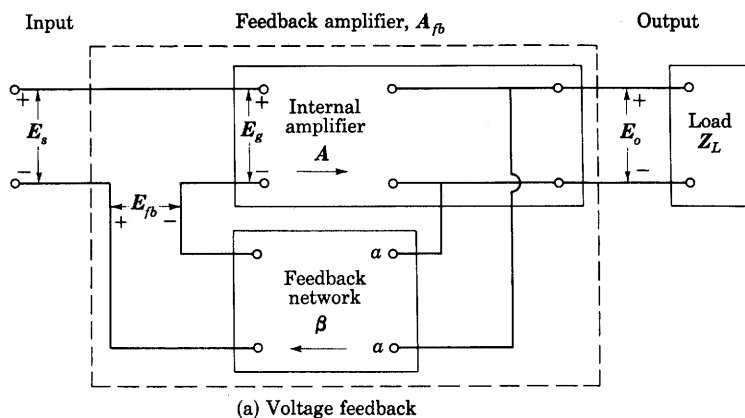 Input
Feedback amplifier, A_fb
Output
+
E_s
−
+
E_g
−
Internal
amplifier
A
+
E_o
−
Load
Z_L
E_fb
+ −
a
Feedback
network
β
a
(a) Voltage feedback